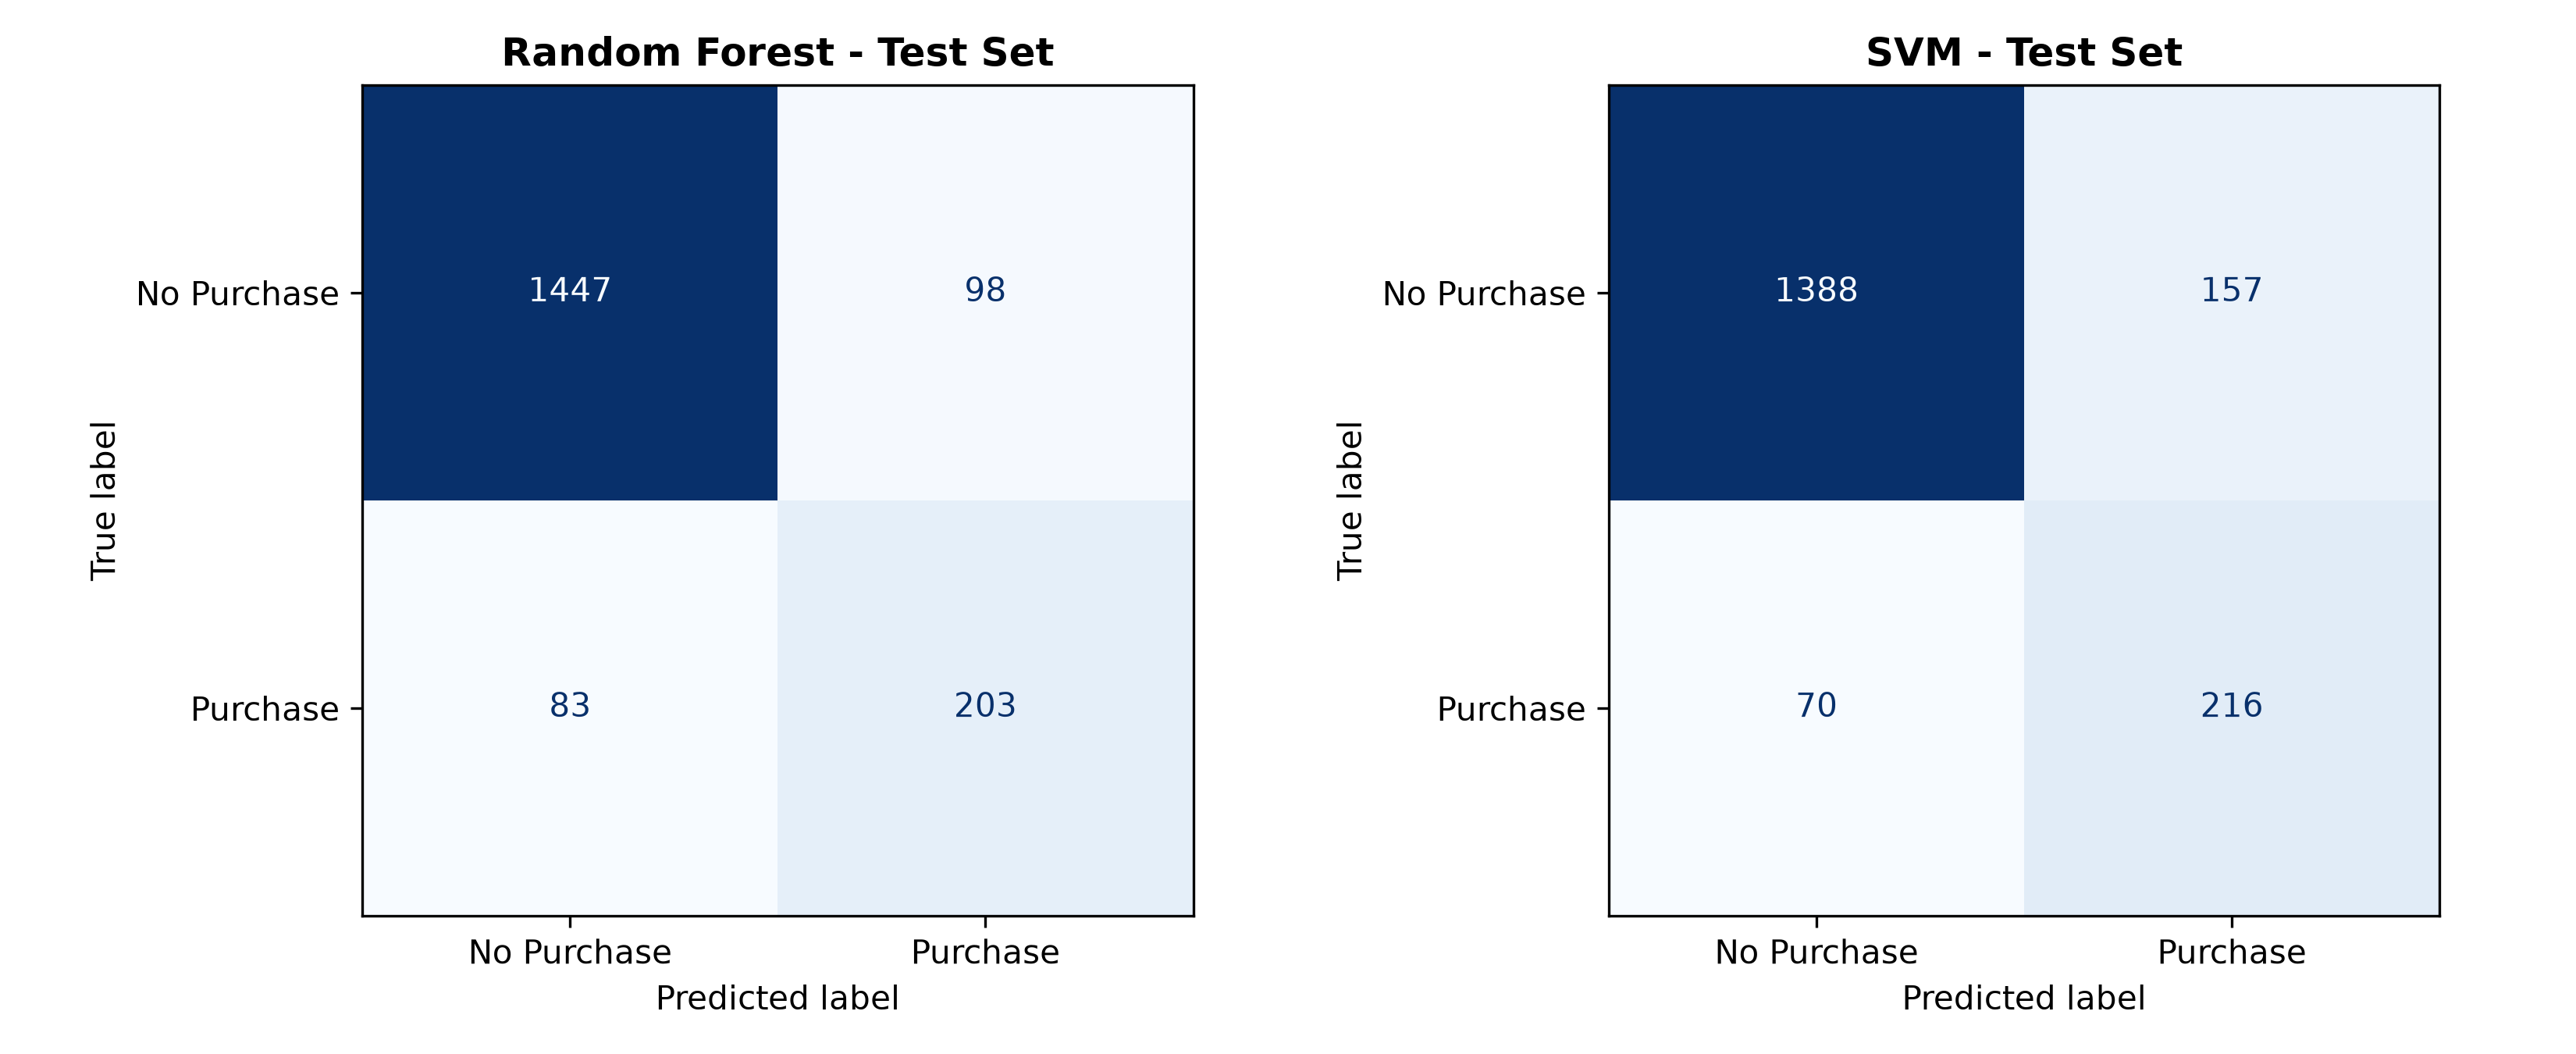 Random Forest - Test Set
True label
No Purchase
1447
98
Purchase
83
203
No Purchase
Purchase
Predicted label
SVM - Test Set
True label
No Purchase
1388
157
Purchase
70
216
No Purchase
Purchase
Predicted label